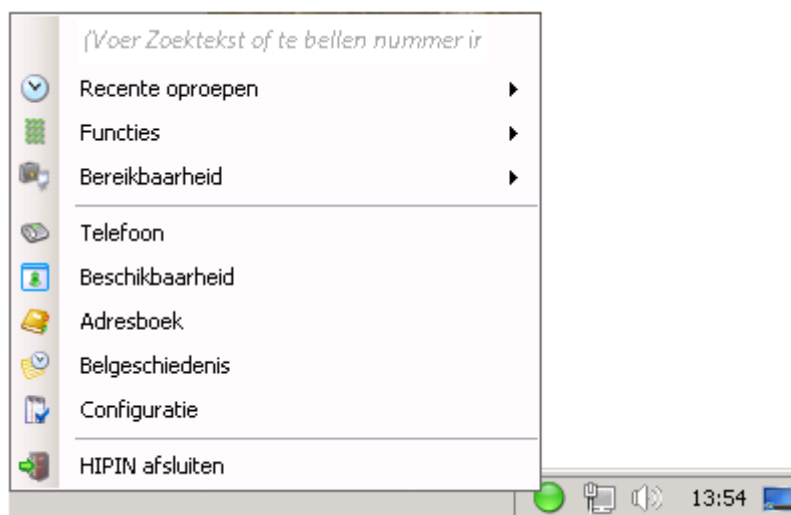 (Voer Zoektekst of te bellen nummer ir
Recente oproepen
Functies
Bereikbaarheid
Telefoon
Beschikbaarheid
Adresboek
Belgeschiedenis
Configuratie
HIPIN afsluiten
13:54